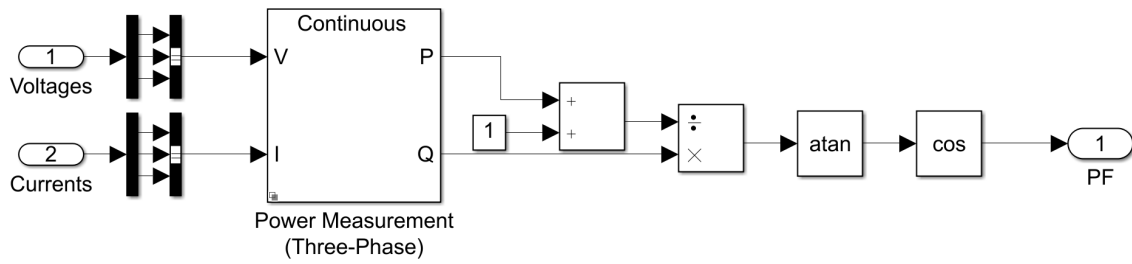 Continuous
1
Voltages
V
P
+
+
1
÷
×
2
Currents
I
Q
atan
cos
1
PF
Power Measurement
(Three-Phase)